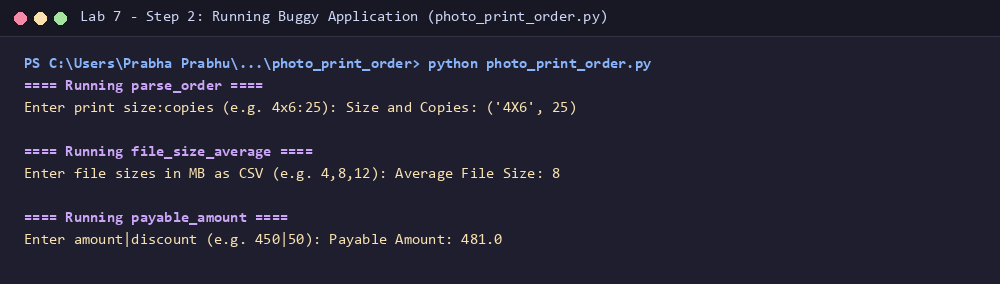 Lab 7 - Step 2: Running Buggy Application (photo_print_order.py)
PS C:\Users\Prabha Prabhu\...\photo_print_order> python photo_print_order.py
==== Running parse_order ====
Enter print size:copies (e.g. 4x6:25): Size and Copies: ('4X6', 25)
==== Running file_size_average ====
Enter file sizes in MB as CSV (e.g. 4,8,12): Average File Size: 8
==== Running payable_amount ====
Enter amount|discount (e.g. 450|50): Payable Amount: 481.0